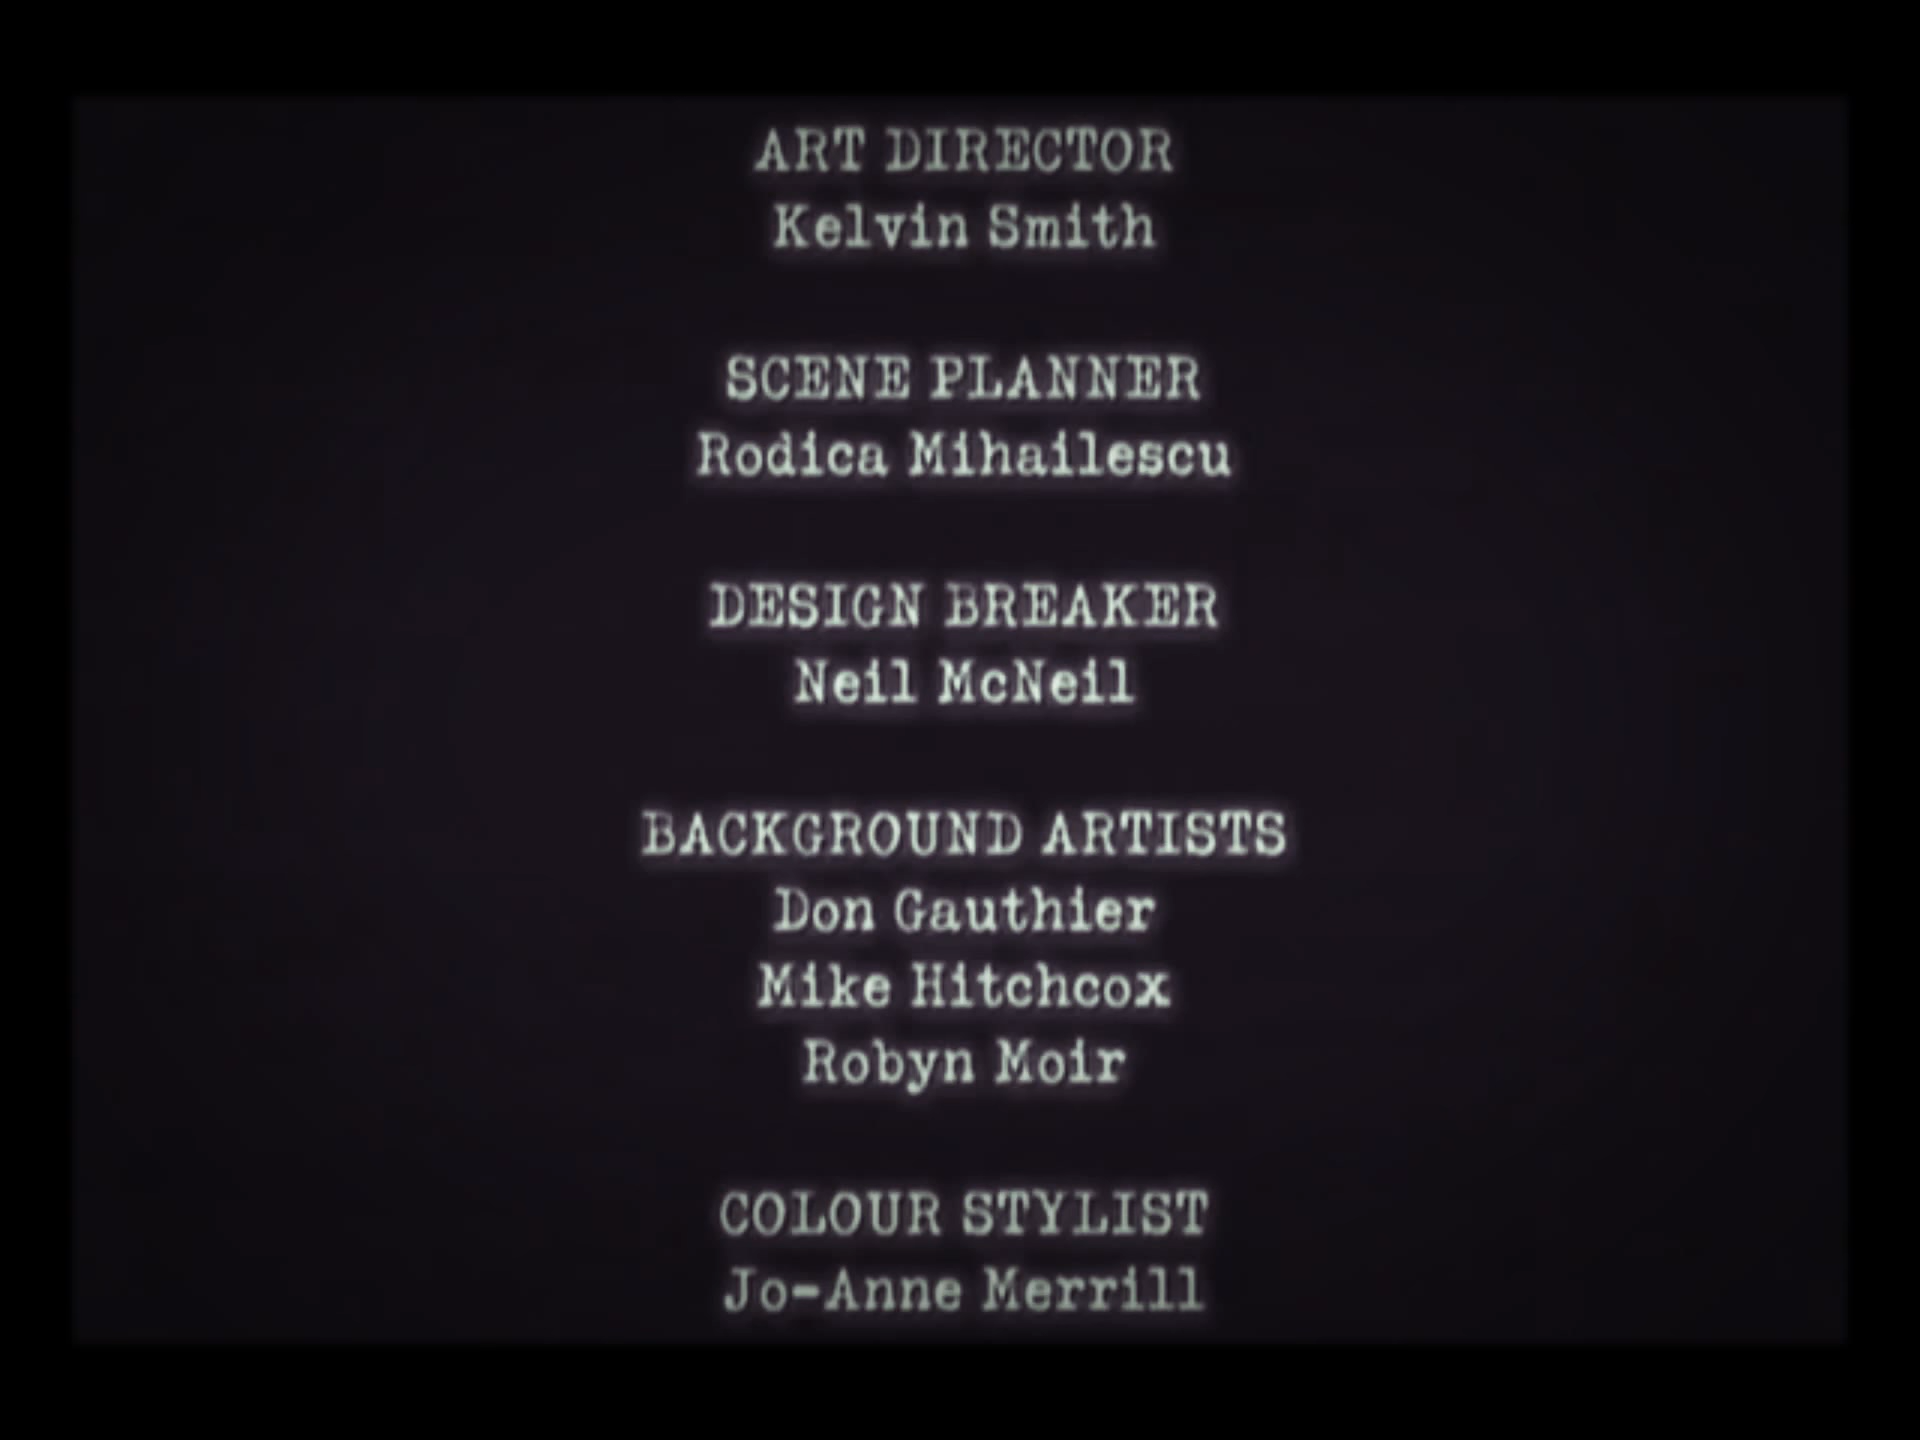 ART DIRECTOR
Kelvin Smith
SCENE PLANNER
Rodica Mihailescu
DESIGN BREAKER
Neil McNeil
BACKGROUND ARTISTS
Don Gauthier
Mike Hitchcox
Robyn Moir
COLOUR STYLIST
Jo-Anne Merrill